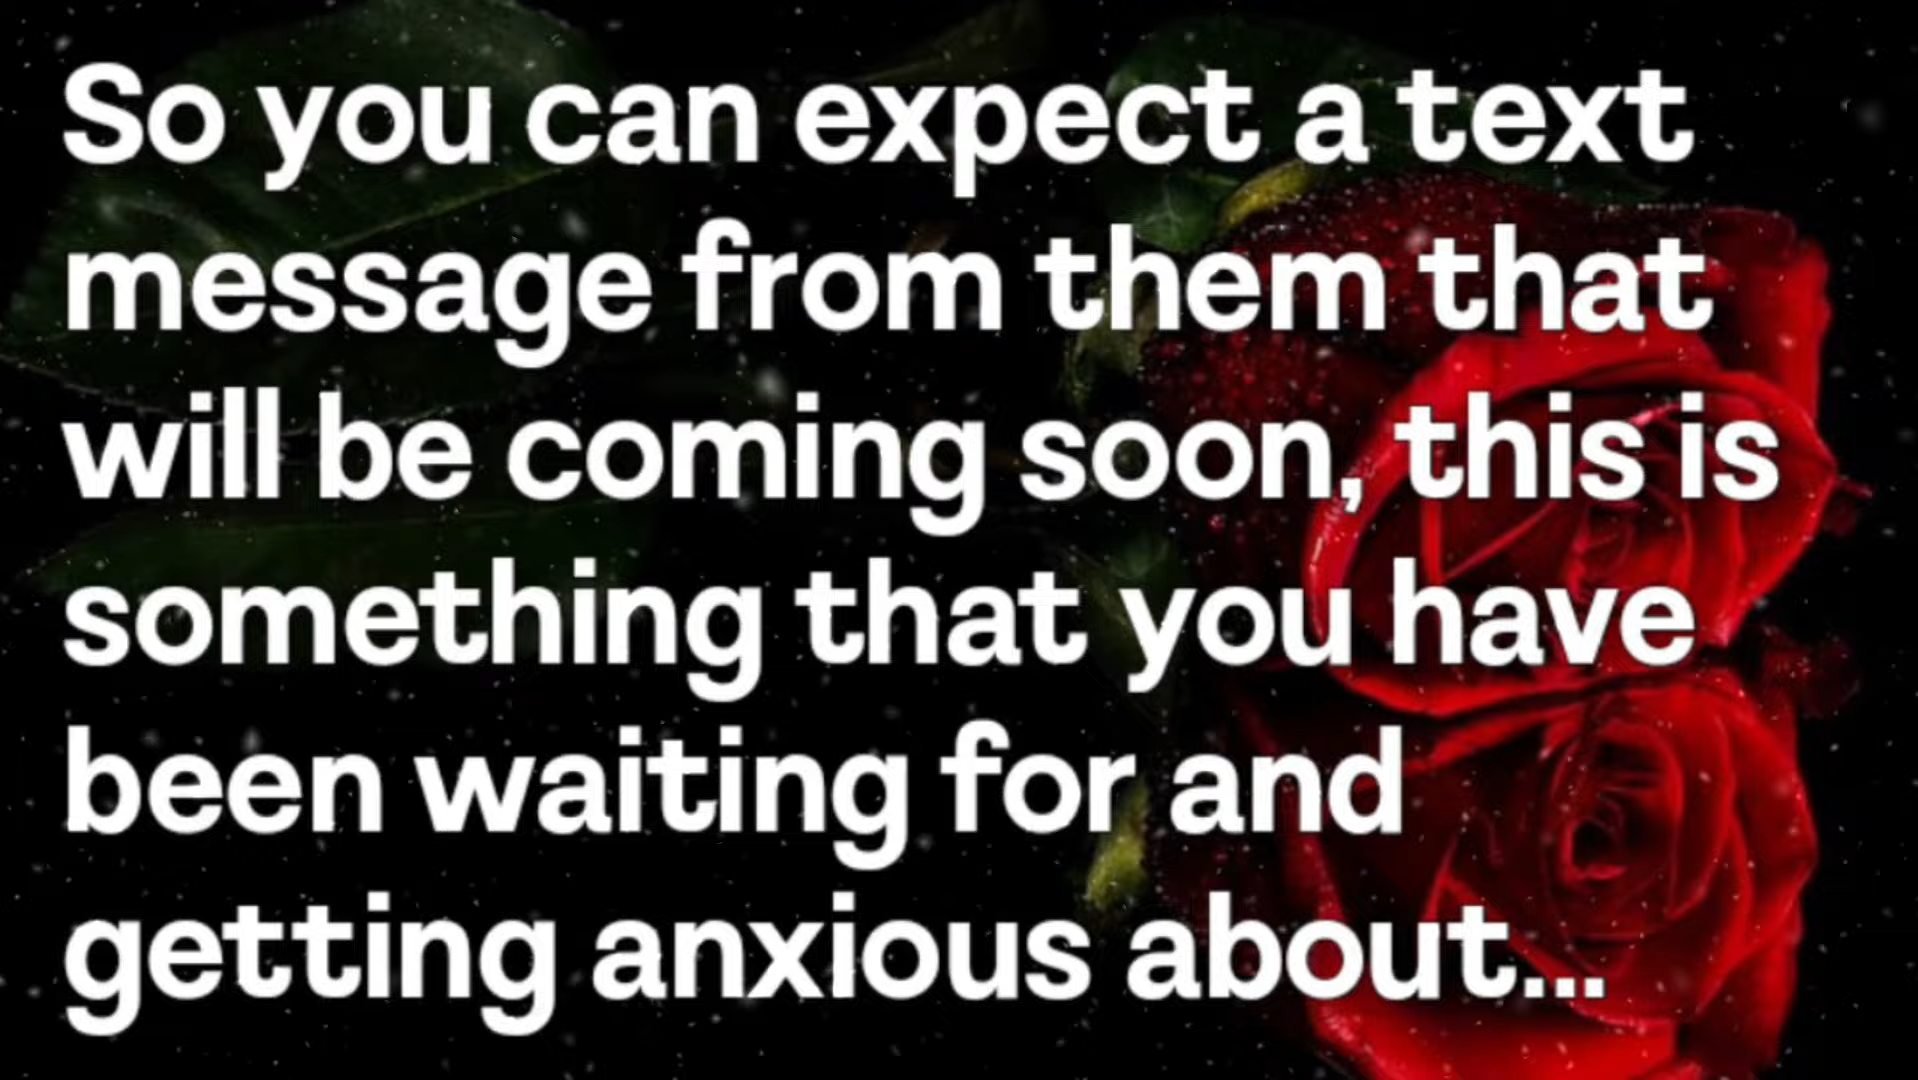 So you can expect a text
message from them that
will be coming soon, this is
something that you have
been waiting for and
getting anxious about...